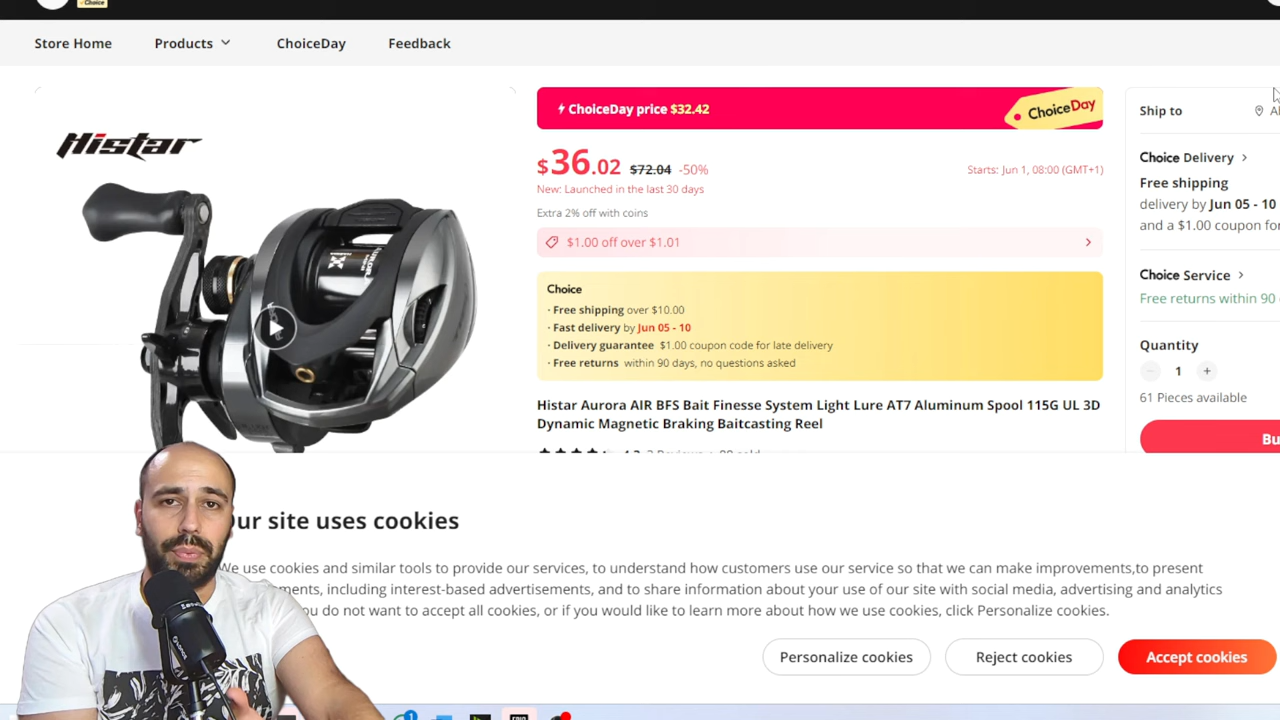 Choice
Store Home
Products
ChoiceDay
Feedback
Histar
ChoiceDay price $32.42
ChoiceDay
$36.02 $72.04 -50%
Starts: Jun 1, 08:00 (GMT+1)
New: Launched in the last 30 days
Extra 2% off with coins
$1.00 off over $1.01
Choice
· Free shipping over $10.00
· Fast delivery by Jun 05 - 10
· Delivery guarantee $1.00 coupon code for late delivery
· Free returns within 90 days, no questions asked
Histar Aurora AIR BFS Bait Finesse System Light Lure AT7 Aluminum Spool 115G UL 3D
Dynamic Magnetic Braking Baitcasting Reel
Ship to
Choice Delivery
Free shipping
delivery by Jun 05 - 10
and a $1.00 coupon for
Choice Service
Free returns within 90
Quantity
1
61 Pieces available
Bu
ur site uses cookies
We use cookies and similar tools to provide our services, to understand how customers use our service so that we can make improvements,to present
ments, including interest-based advertisements, and to share information about your use of our site with social media, advertising and analytics
ou do not want to accept all cookies, or if you would like to learn more about how we use cookies, click Personalize cookies.
Personalize cookies
Reject cookies
Accept cookies